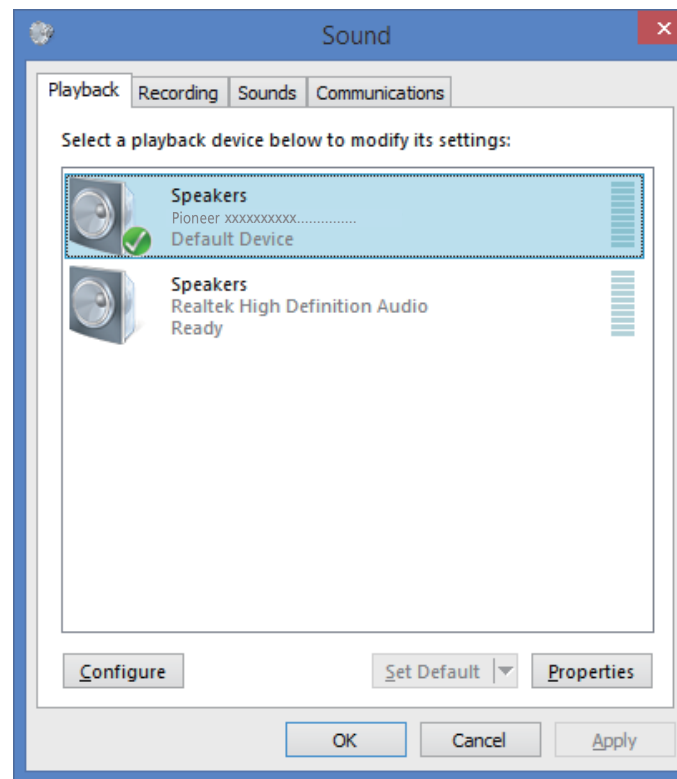 Sound
Playback Recording Sounds Communications
Select a playback device below to modify its settings:
Speakers
Pioneer xxxxxxxxxx...............
Default Device
Speakers
Realtek High Definition Audio
Ready
Configure Set Default Properties
OK Cancel Apply